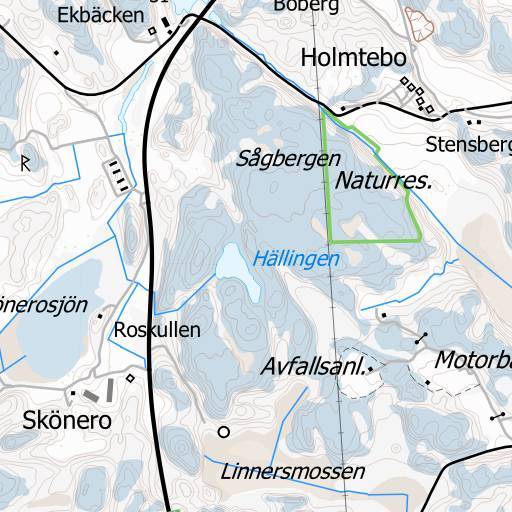 Boberg
Ekbäcken
Holmtebo
Stensberg
Sågbergen
ᚱ
Naturres.
Hällingen
önerosjön
Roskullen
Avfallsanl.
Motorba
Skönero
Linnersmossen